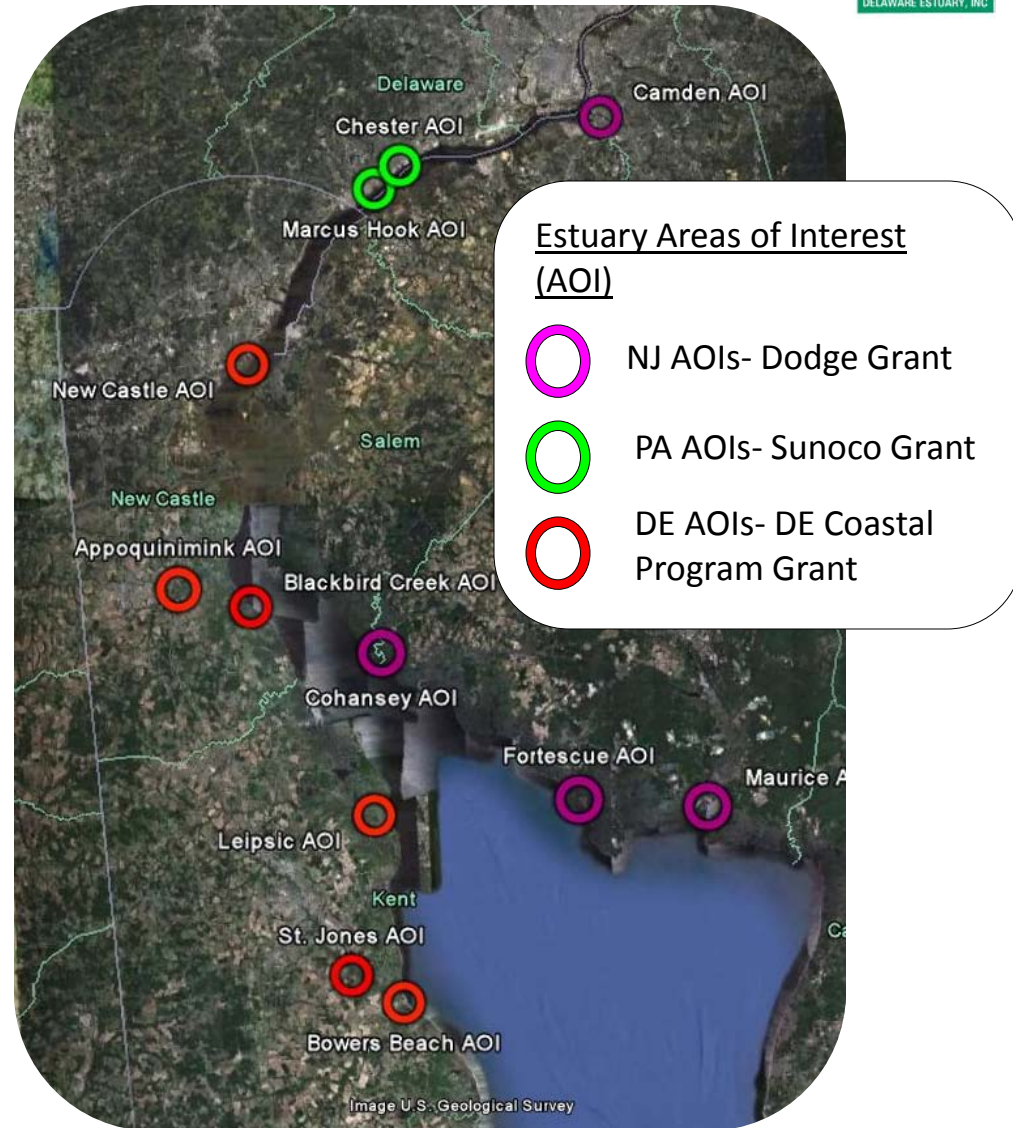 DELAWARE ESTUARY, INC
Delaware
Camden AOI
Chester AOI
Marcus Hook AOI
Estuary Areas of Interest
(AOI)
NJ AOIs- Dodge Grant
PA AOIs- Sunoco Grant
DE AOIs- DE Coastal
Program Grant
New Castle AOI
Salem
New Castle
Appoquinimink AOI
Blackbird Creek AOI
Cohansey AOI
Fortescue AOI
Maurice A
Leipsic AOI
Kent
St. Jones AOI
Ca
Bowers Beach AOI
Image U.S. Geological Survey